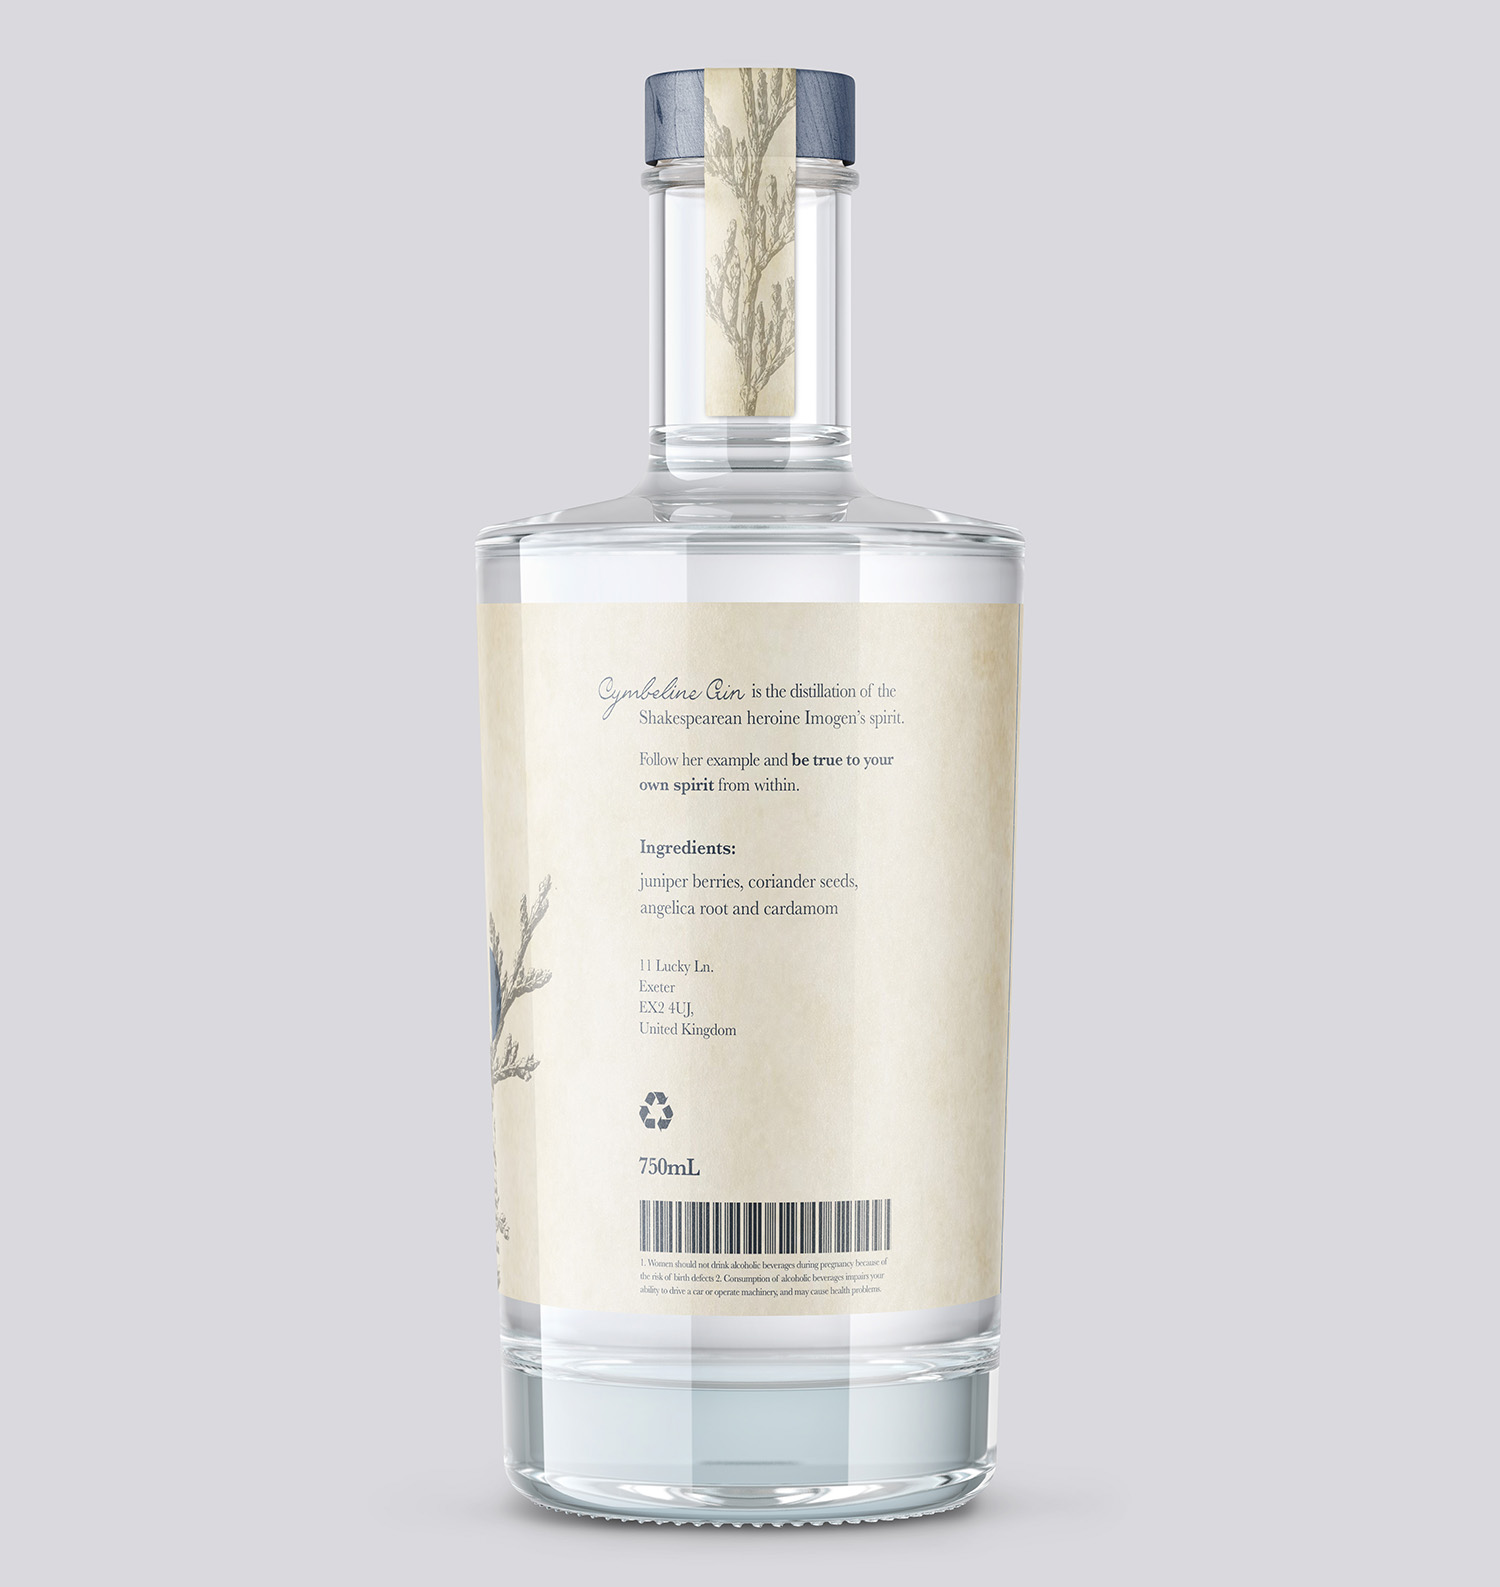 Cymbeline Gin is the distillation of the
Shakespearean heroine Imogen's spirit.
Follow her example and be true to your
own spirit from within.
Ingredients:
juniper berries, coriander seeds,
angelica root and cardamom
11 Lucky Ln.
Exeter
EX2 4UJ,
United Kingdom
750mL
1. Women should not drink alcoholic beverages during pregnancy because of
the risk of birth defects 2. Consumption of alcoholic beverages impairs your
ability to drive a car or operate machinery, and may cause health problems.